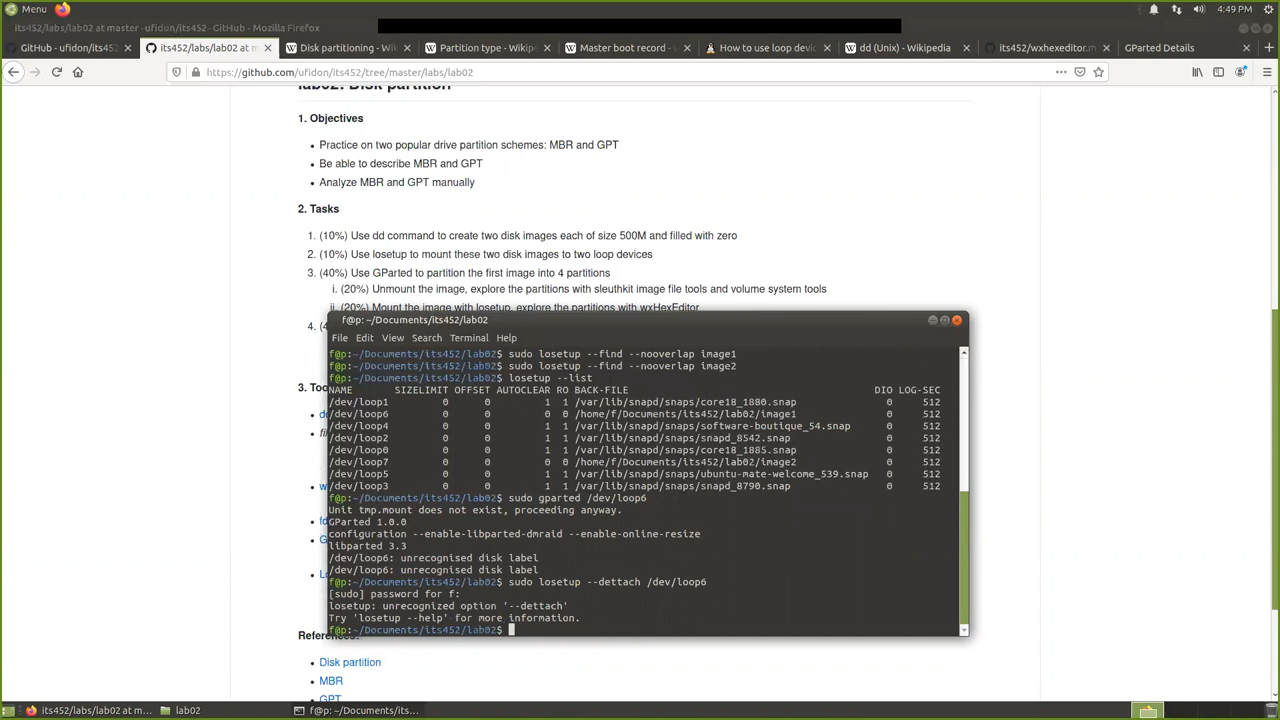 Menu
4:49 PM
its452/labs/lab02 at master · ufidon/its452 · GitHub - Mozilla Firefox
GitHub - ufidon/its452
its452/labs/lab02 at mast
Disk partitioning - Wikip
Partition type - Wikipe
Master boot record - W
How to use loop devic
dd (Unix) - Wikipedia
its452/wxhexeditor.m
GParted Details
https://github.com/ufidon/its452/tree/master/labs/lab02
lab02: Disk partition
1. Objectives
Practice on two popular drive partition schemes: MBR and GPT
Be able to describe MBR and GPT
Analyze MBR and GPT manually
2. Tasks
1. (10%) Use dd command to create two disk images each of size 500M and filled with zero
2. (10%) Use losetup to mount these two disk images to two loop devices
3. (40%) Use GParted to partition the first image into 4 partitions
i. (20%) Unmount the image, explore the partitions with sleuthkit image file tools and volume system tools
ii. (20%) Mount the image with losetup, explore the partitions with wxHexEditor
4. (4
3. Too
f@p: ~/Documents/its452/lab02
File Edit View Search Terminal Help
f@p:~/Documents/its452/lab02$ sudo losetup --find --nooverlap image1
f@p:~/Documents/its452/lab02$ sudo losetup --find --nooverlap image2
f@p:~/Documents/its452/lab02$ losetup --list
NAME SIZELIMIT OFFSET AUTOCLEAR RO BACK-FILE DIO LOG-SEC
/dev/loop1 0 0 1 1 /var/lib/snapd/snaps/core18_1880.snap 0 512
/dev/loop6 0 0 0 0 /home/f/Documents/its452/lab02/image1 0 512
/dev/loop4 0 0 1 1 /var/lib/snapd/snaps/software-boutique_54.snap 0 512
/dev/loop2 0 0 1 1 /var/lib/snapd/snaps/snapd_8542.snap 0 512
/dev/loop0 0 0 1 1 /var/lib/snapd/snaps/core18_1885.snap 0 512
/dev/loop7 0 0 0 0 /home/f/Documents/its452/lab02/image2 0 512
/dev/loop5 0 0 1 1 /var/lib/snapd/snaps/ubuntu-mate-welcome_539.snap 0 512
/dev/loop3 0 0 1 1 /var/lib/snapd/snaps/snapd_8790.snap 0 512
f@p:~/Documents/its452/lab02$ sudo gparted /dev/loop6
Unit tmp.mount does not exist, proceeding anyway.
GParted 1.0.0
configuration --enable-libparted-dmraid --enable-online-resize
libparted 3.3
/dev/loop6: unrecognised disk label
/dev/loop6: unrecognised disk label
f@p:~/Documents/its452/lab02$ sudo losetup --dettach /dev/loop6
[sudo] password for f:
losetup: unrecognized option '--dettach'
Try 'losetup --help' for more information.
f@p:~/Documents/its452/lab02$
References:
Disk partition
MBR
GPT
its452/labs/lab02 at m...
lab02
f@p: ~/Documents/its...